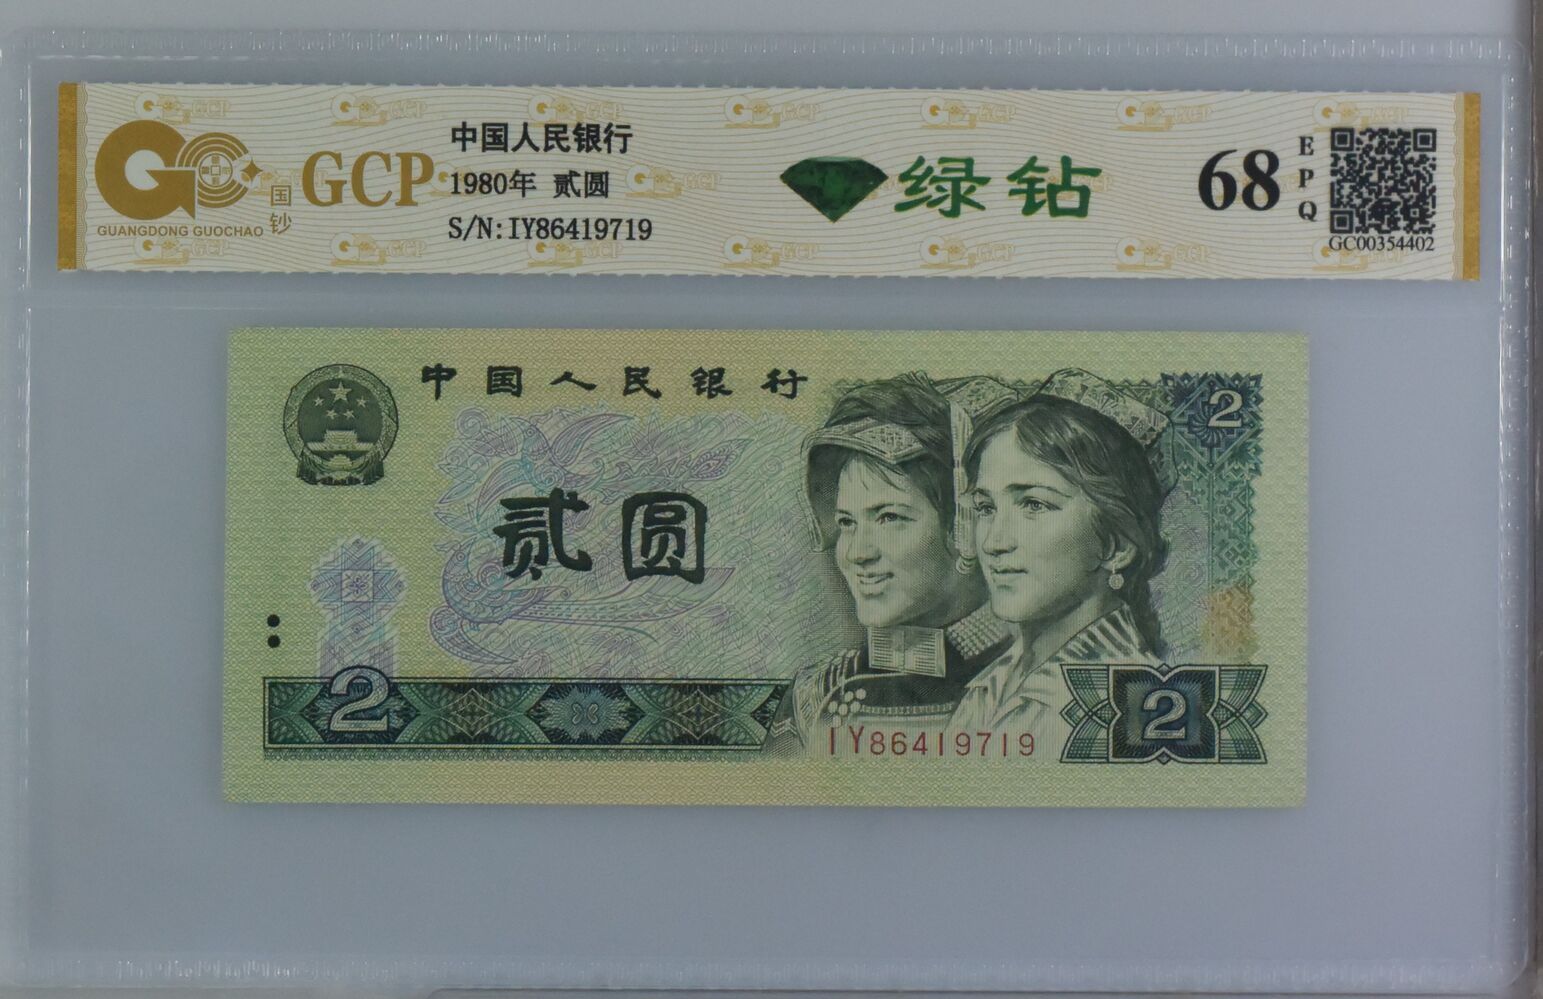 GCP
国钞
GUANGDONG GUOCHAO
中国人民银行
1980年 贰圆
S/N:IY86419719
绿钻
68
EPQ
GC00354402
中国人民银行
2
贰圆
2
2
IY86419719